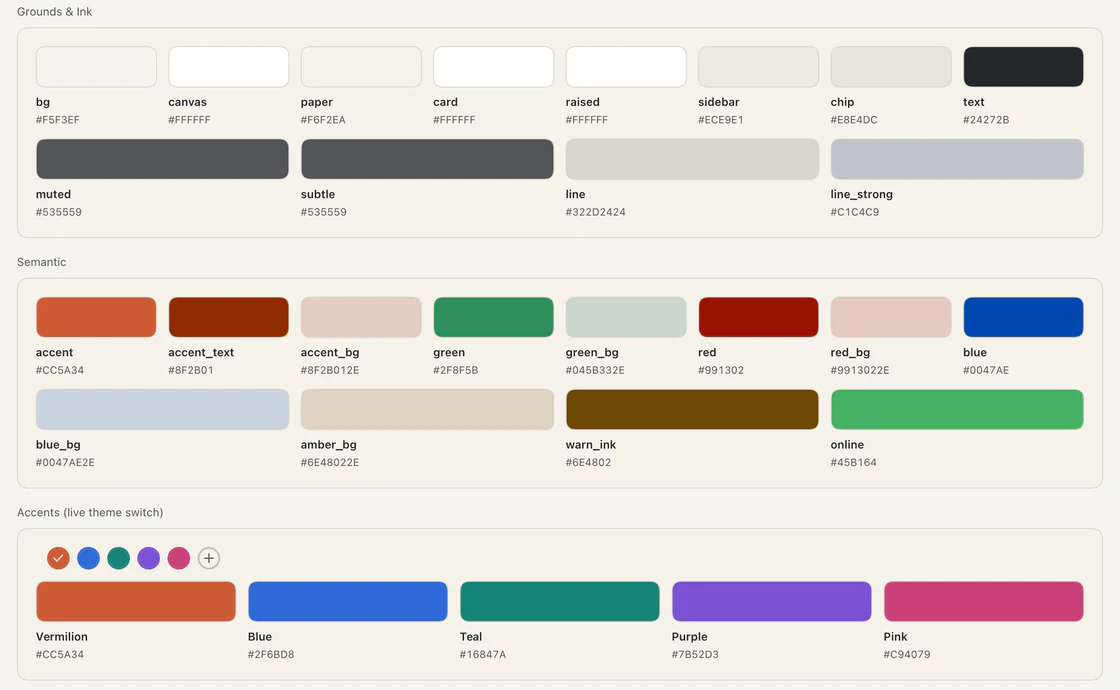 Grounds & Ink
bg canvas paper card raised sidebar chip text
#F5F3EF #FFFFFF #F6F2EA #FFFFFF #FFFFFF #ECE9E1 #E8E4DC #24272B
muted subtle line line_strong
#535559 #535559 #322D2424 #C1C4C9
Semantic
accent accent_text accent_bg green green_bg red red_bg blue
#CC5A34 #8F2B01 #8F2B012E #2F8F5B #045B332E #991302 #9913022E #0047AE
blue_bg amber_bg warn_ink online
#0047AE2E #6E48022E #6E4802 #45B164
Accents (live theme switch)
Vermilion Blue Teal Purple Pink
#CC5A34 #2F6BD8 #16847A #7B52D3 #C94079